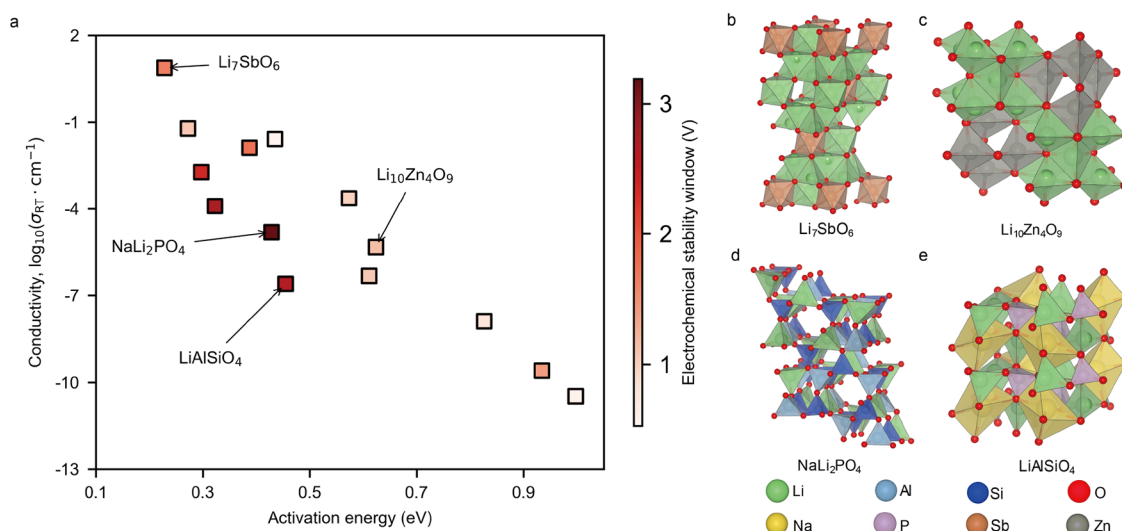 a
2
-1
-4
-7
-10
-13
Conductivity, log₁₀(σRT · cm⁻¹)
Li₇SbO₆
Li₁₀Zn₄O₉
NaLi₂PO₄
LiAlSiO₄
0.1
0.3
0.5
0.7
0.9
Activation energy (eV)
3
2
1
Electrochemical stability window (V)
b
Li₇SbO₆
c
Li₁₀Zn₄O₉
d
NaLi₂PO₄
e
LiAlSiO₄
Li
Al
Si
O
Na
P
Sb
Zn